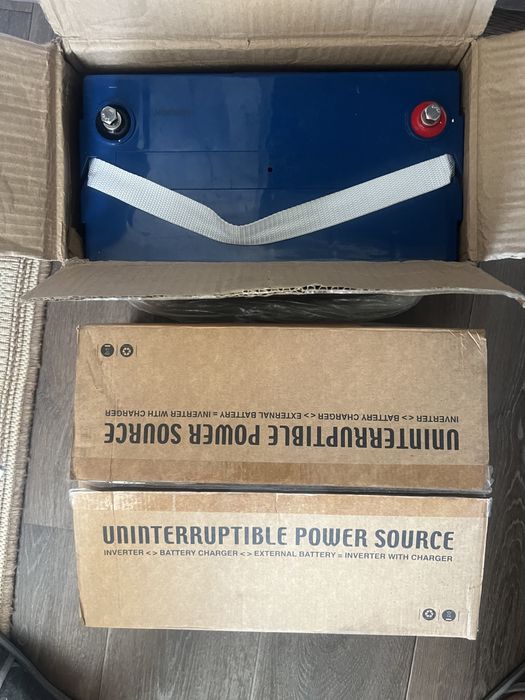 UNINTERRUPTIBLE POWER SOURCE
INVERTER <> BATTERY CHARGER <> EXTERNAL BATTERY = INVERTER WITH CHARGER
UNINTERRUPTIBLE POWER SOURCE
INVERTER <> BATTERY CHARGER <> EXTERNAL BATTERY = INVERTER WITH CHARGER